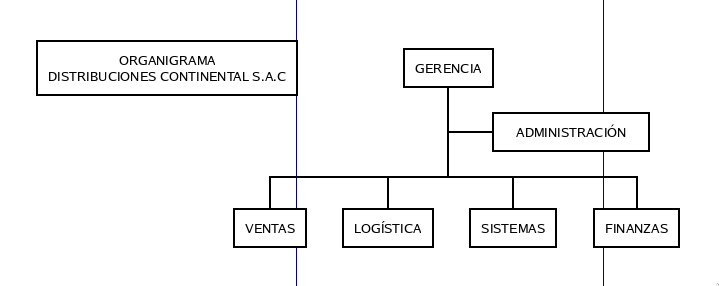 ORGANIGRAMA
DISTRIBUCIONES CONTINENTAL S.A.C
GERENCIA
ADMINISTRACIÓN
VENTAS
LOGÍSTICA
SISTEMAS
FINANZAS